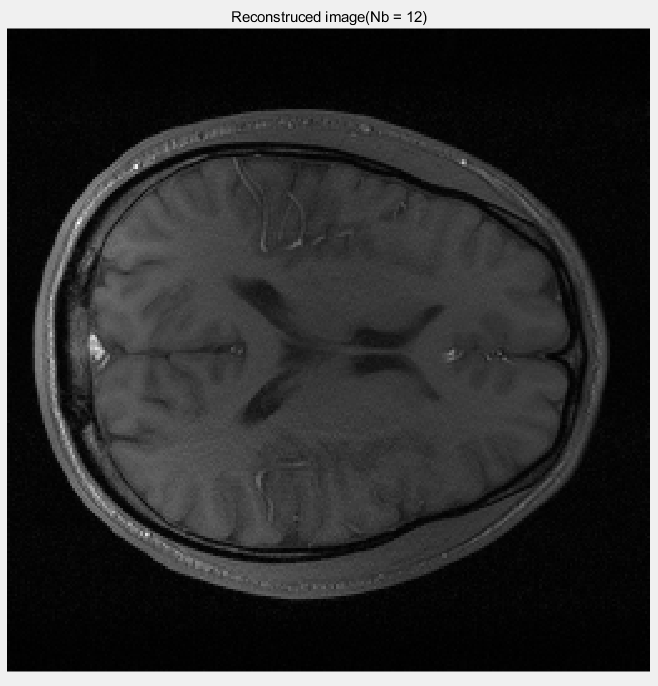 Reconstruced image(Nb = 12)